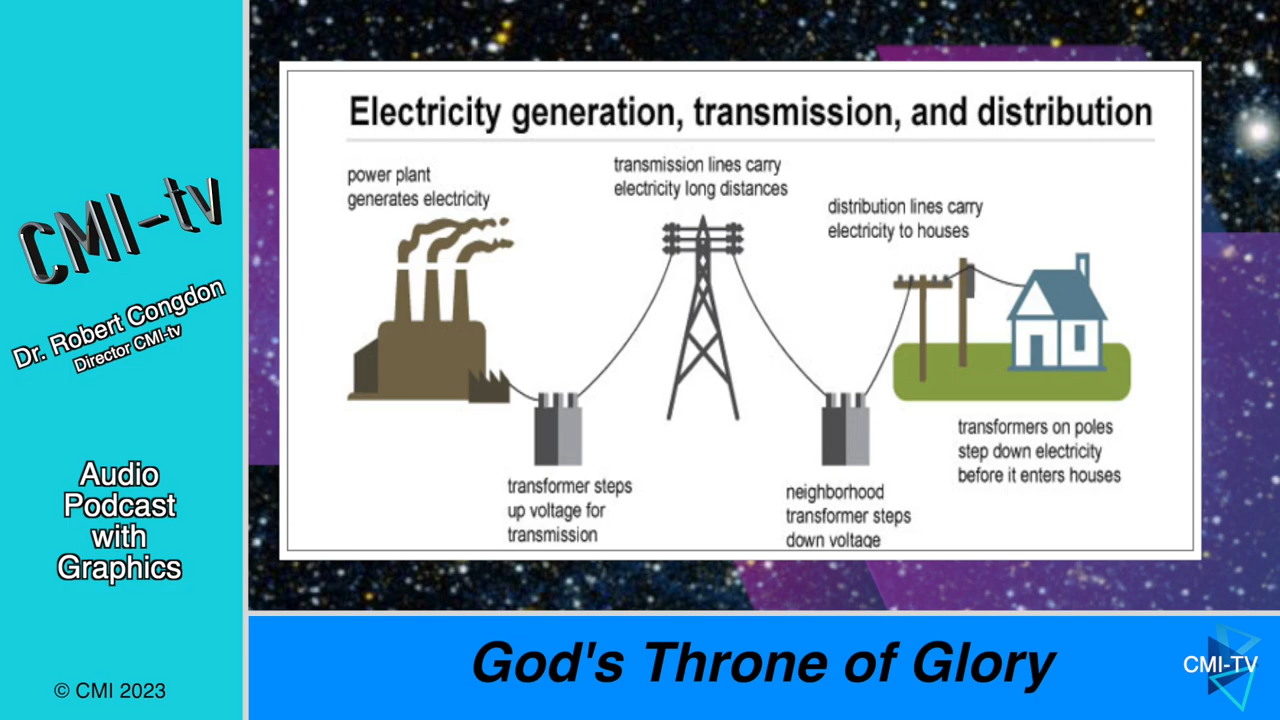 CMI-tv
Dr. Robert Congdon
Director CMI-tv
Audio
Podcast
with
Graphics
© CMI 2023
Electricity generation, transmission, and distribution
power plant
generates electricity
transmission lines carry
electricity long distances
distribution lines carry
electricity to houses
transformer steps
up voltage for
transmission
neighborhood
transformer steps
down voltage
transformers on poles
step down electricity
before it enters houses
God's Throne of Glory
CMI-TV